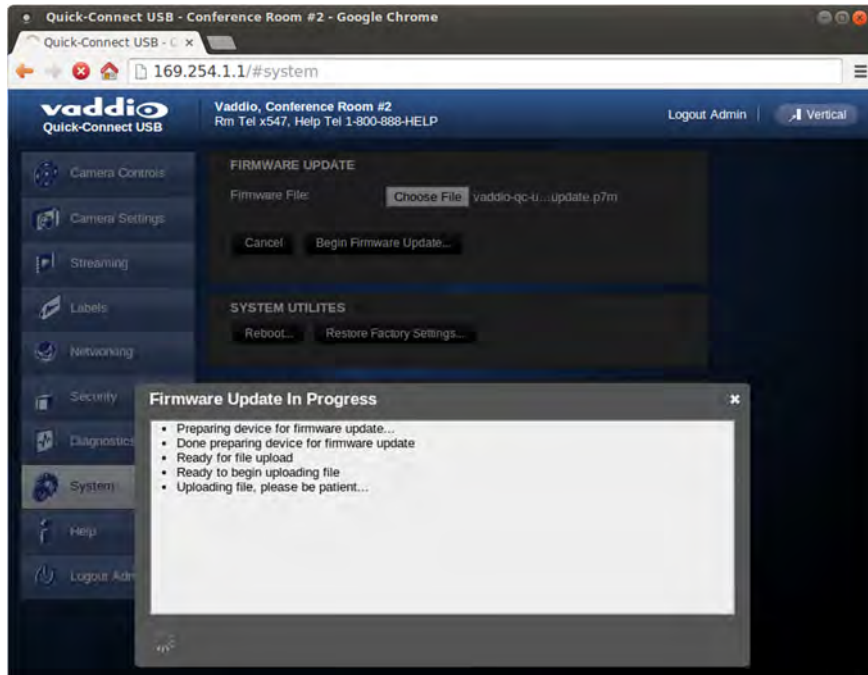 Quick-Connect USB - Conference Room #2 - Google Chrome
Quick-Connect USB - C
169.254.1.1/#system
vaddio
Quick-Connect USB
Vaddio, Conference Room #2
Rm Tel x547, Help Tel 1-800-888-HELP
Logout Admin
Vertical
Camera Controls
Camera Settings
Streaming
Labels
Networking
Security
Diagnostics
System
Help
Logout Adm
FIRMWARE UPDATE
Firmware File:
Choose File vaddio-qc-u...update.p7m
Cancel
Begin Firmware Update...
SYSTEM UTILITES
Reboot...
Restore Factory Settings...
Firmware Update In Progress
• Preparing device for firmware update...
• Done preparing device for firmware update
• Ready for file upload
• Ready to begin uploading file
• Uploading file, please be patient...